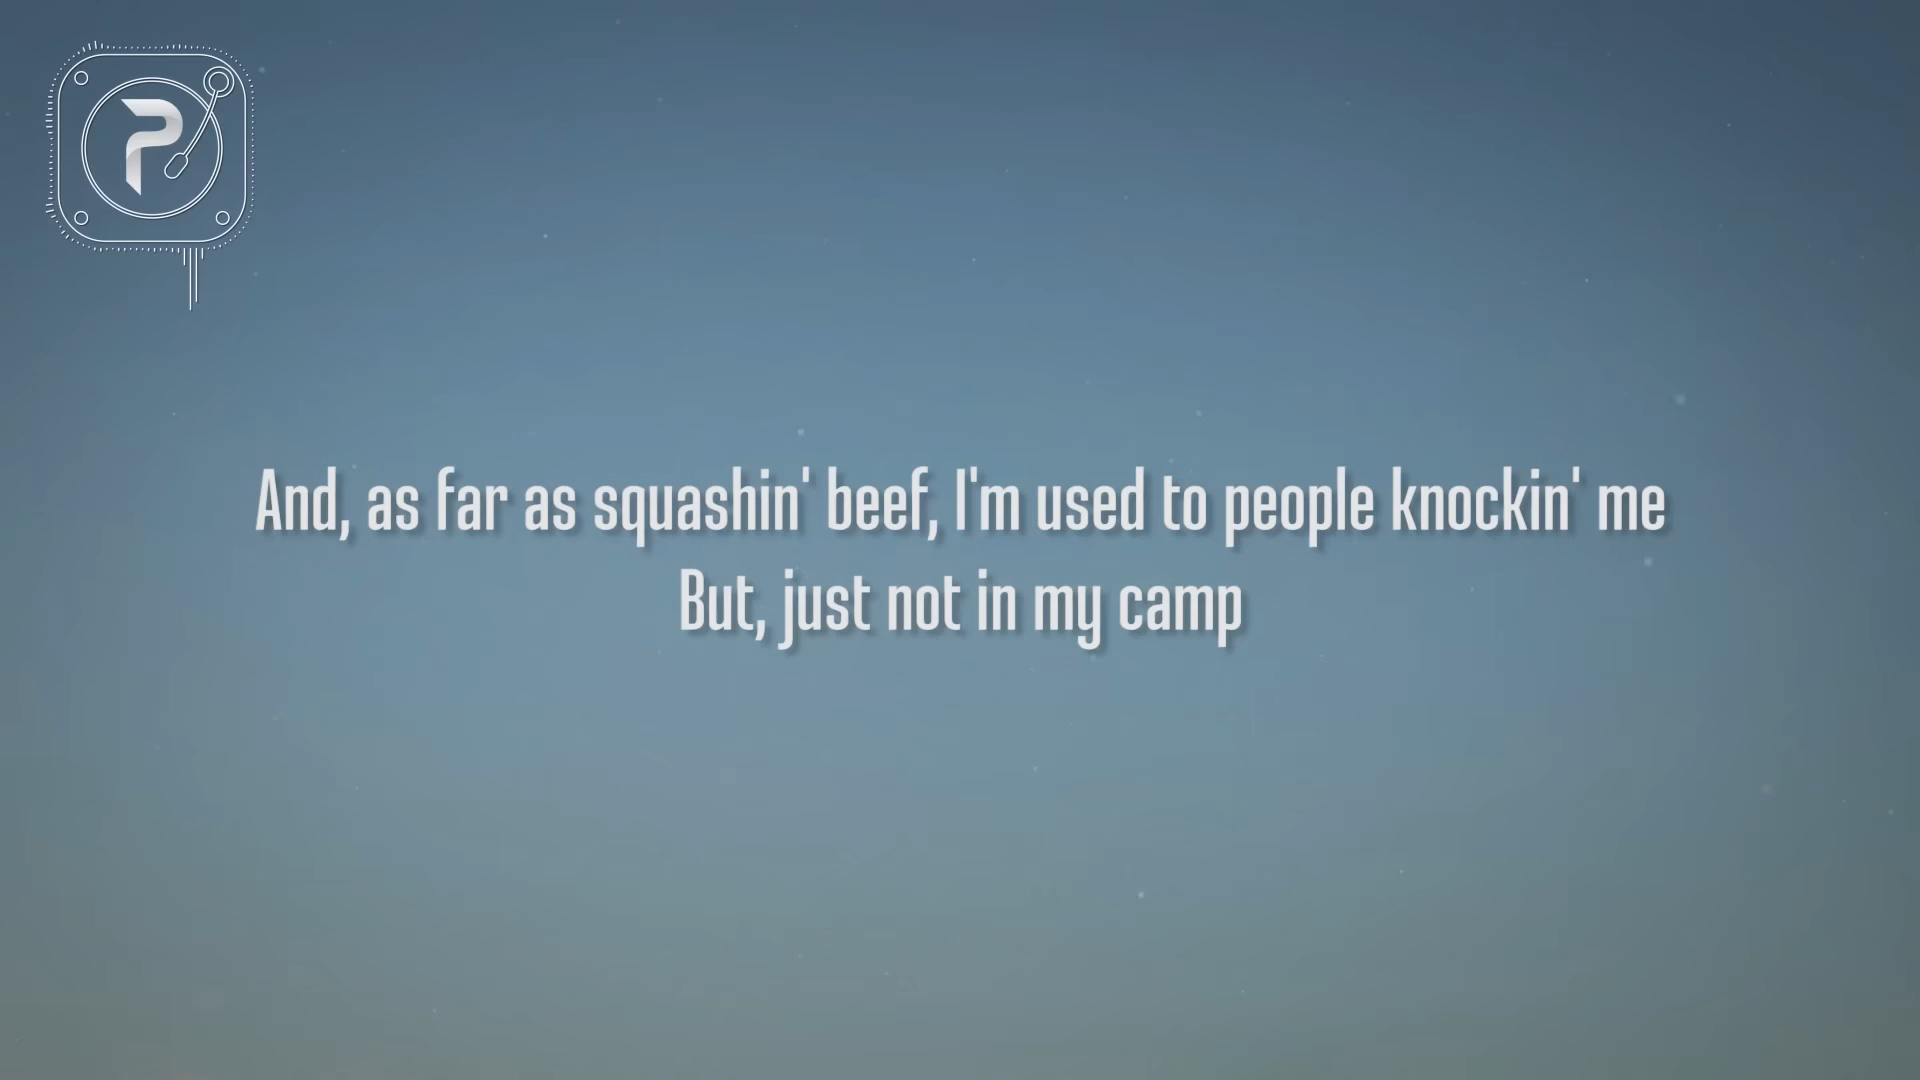 P
And, as far as squashin' beef, I'm used to people knockin' me
But, just not in my camp